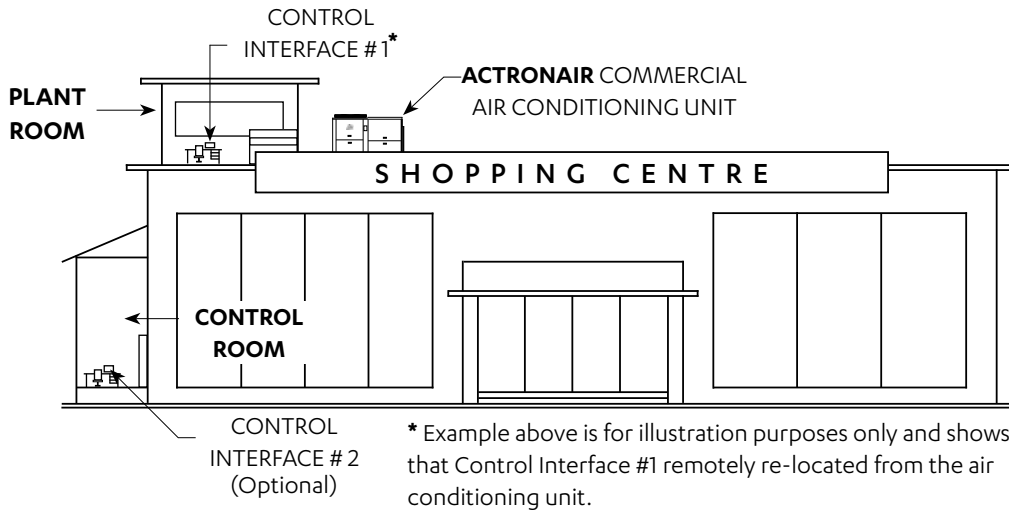 CONTROL
INTERFACE #1*
PLANT
ROOM
ACTRONAIR COMMERCIAL
AIR CONDITIONING UNIT
SHOPPING CENTRE
CONTROL
ROOM
CONTROL
INTERFACE #2
(Optional)
* Example above is for illustration purposes only and shows
that Control Interface #1 remotely re-located from the air
conditioning unit.